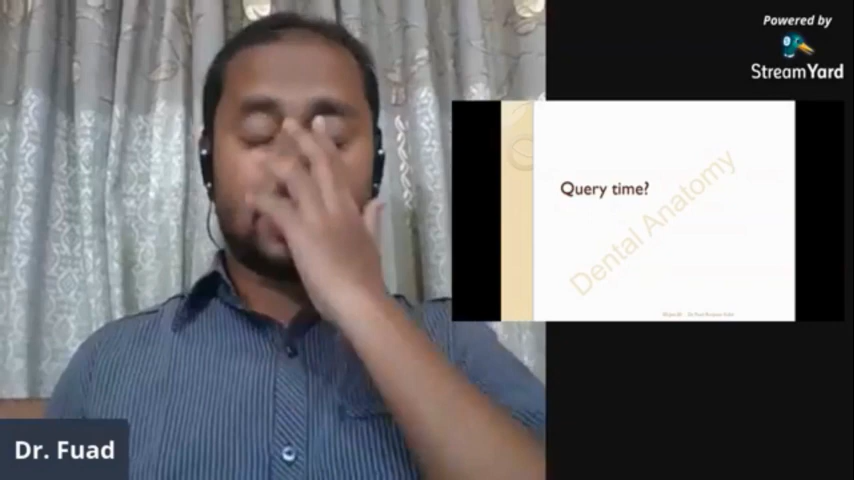 Powered by
StreamYard
Query time?
Dental Anatomy
Dr. Fuad